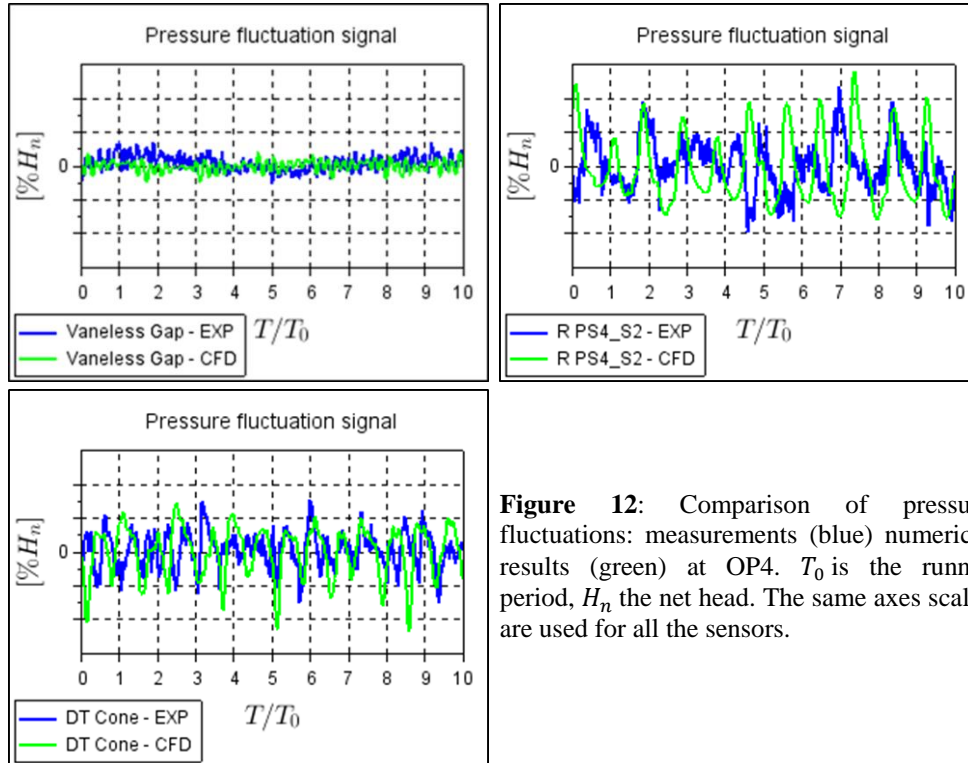 Pressure fluctuation signal
[%H_n]
0
0 1 2 3 4 5 6 7 8 9 10
T/T_0
Vaneless Gap - EXP
Vaneless Gap - CFD
Pressure fluctuation signal
[%H_n]
0
0 1 2 3 4 5 6 7 8 9 10
T/T_0
R PS4_S2 - EXP
R PS4_S2 - CFD
Pressure fluctuation signal
[%H_n]
0
0 1 2 3 4 5 6 7 8 9 10
T/T_0
DT Cone - EXP
DT Cone - CFD
Figure 12: Comparison of pressu
fluctuations: measurements (blue) numeric
results (green) at OP4. T_0 is the runn
period, H_n the net head. The same axes scal
are used for all the sensors.